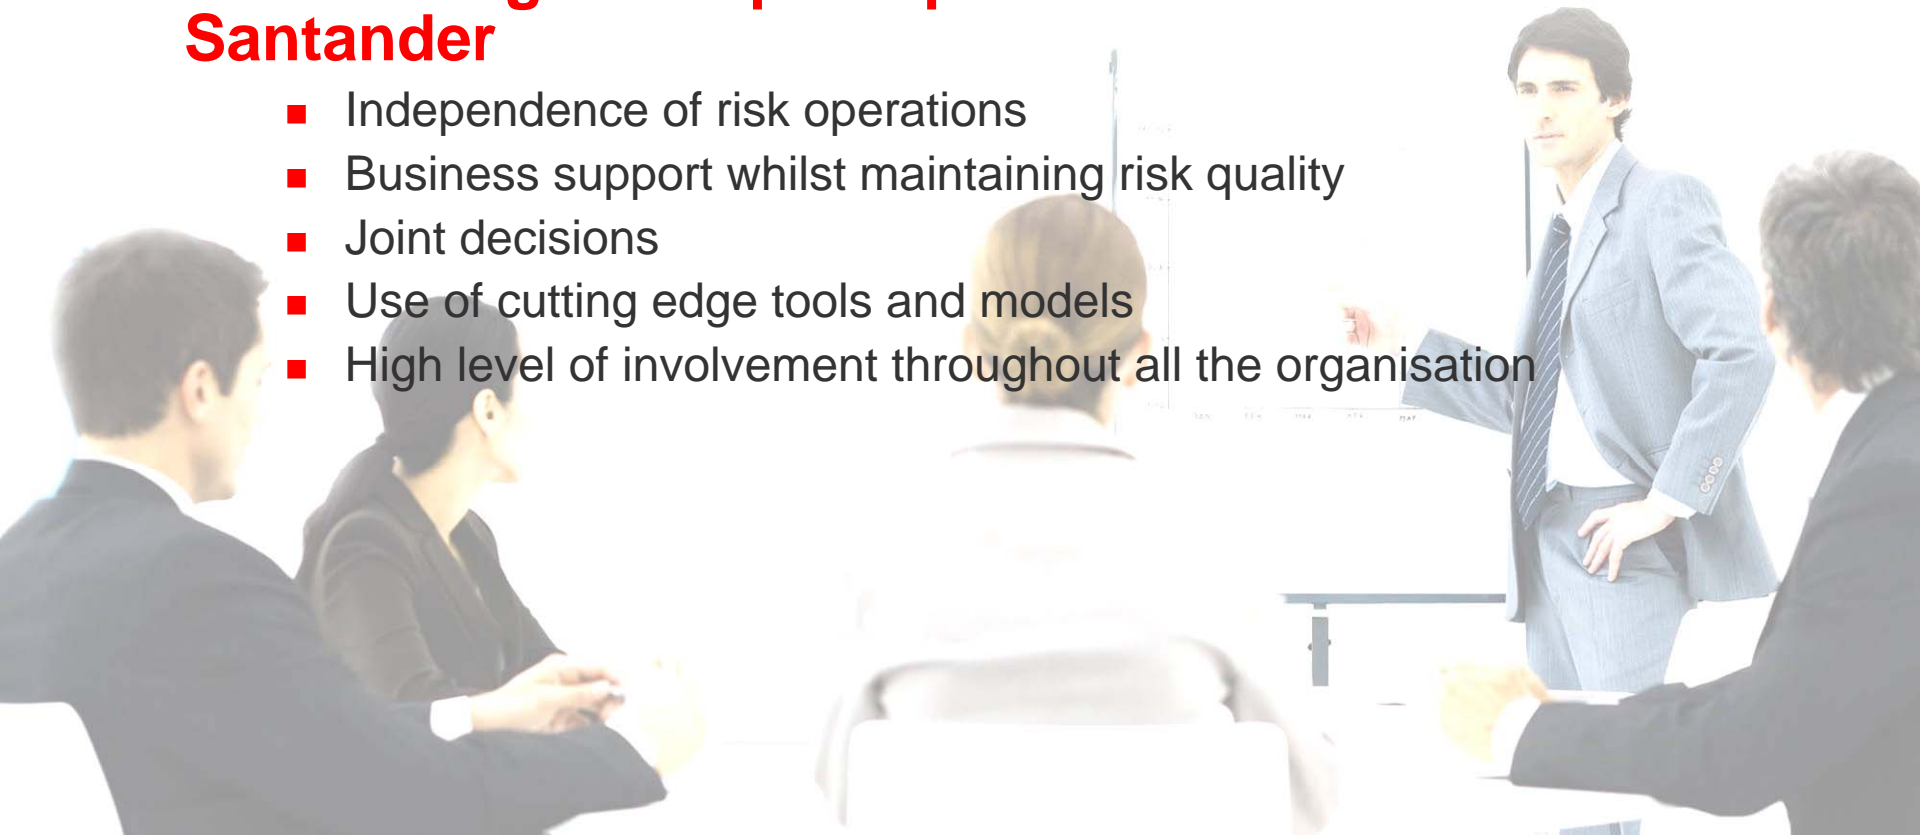 Santander
Independence of risk operations
Business support whilst maintaining risk quality
Joint decisions
Use of cutting edge tools and models
High level of involvement throughout all the organisation
MAY